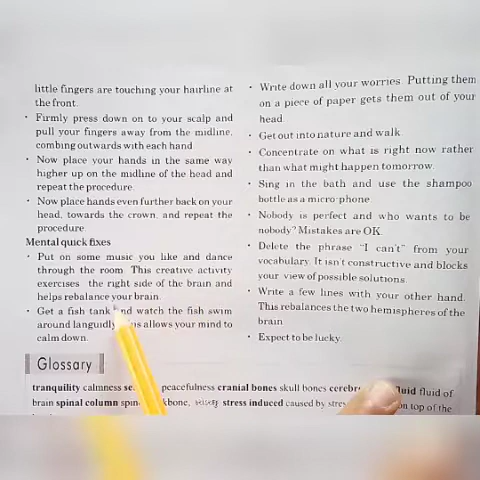 little fingers are touching your hairline at
the front.
• Firmly press down on to your scalp and
pull your fingers away from the midline,
combing outwards with each hand
• Now place your hands in the same way
higher up on the midline of the head and
repeat the procedure.
• Now place hands even further back on your
head, towards the crown, and repeat the
procedure.
Mental quick fixes
• Put on some music you like and dance
through the room This creative activity
exercises the right side of the brain and
helps rebalance your brain.
• Get a fish tank and watch the fish swim
around languidly allows your mind to
calm down.
• Write down all your worries Putting them
on a piece of paper gets them out of your
head
• Get out into nature and walk
• Concentrate on what is right now rather
than what might happen tomorrow.
• Sing in the bath and use the shampoo
bottle as a micro-phone
• Nobody is perfect and who wants to be
nobody? Mistakes are OK
• Delete the phrase "I can't" from your
vocabulary. It isn't constructive and blocks
your view of possible solutions.
• Write a few lines with your other hand.
This rebalances the two hemispheres of the
brain
• Expect to be lucky.
Glossary
tranquility calmness peacefulness cranial bones skull bones fluid fluid of
brain spinal column stress induced caused by on top of the